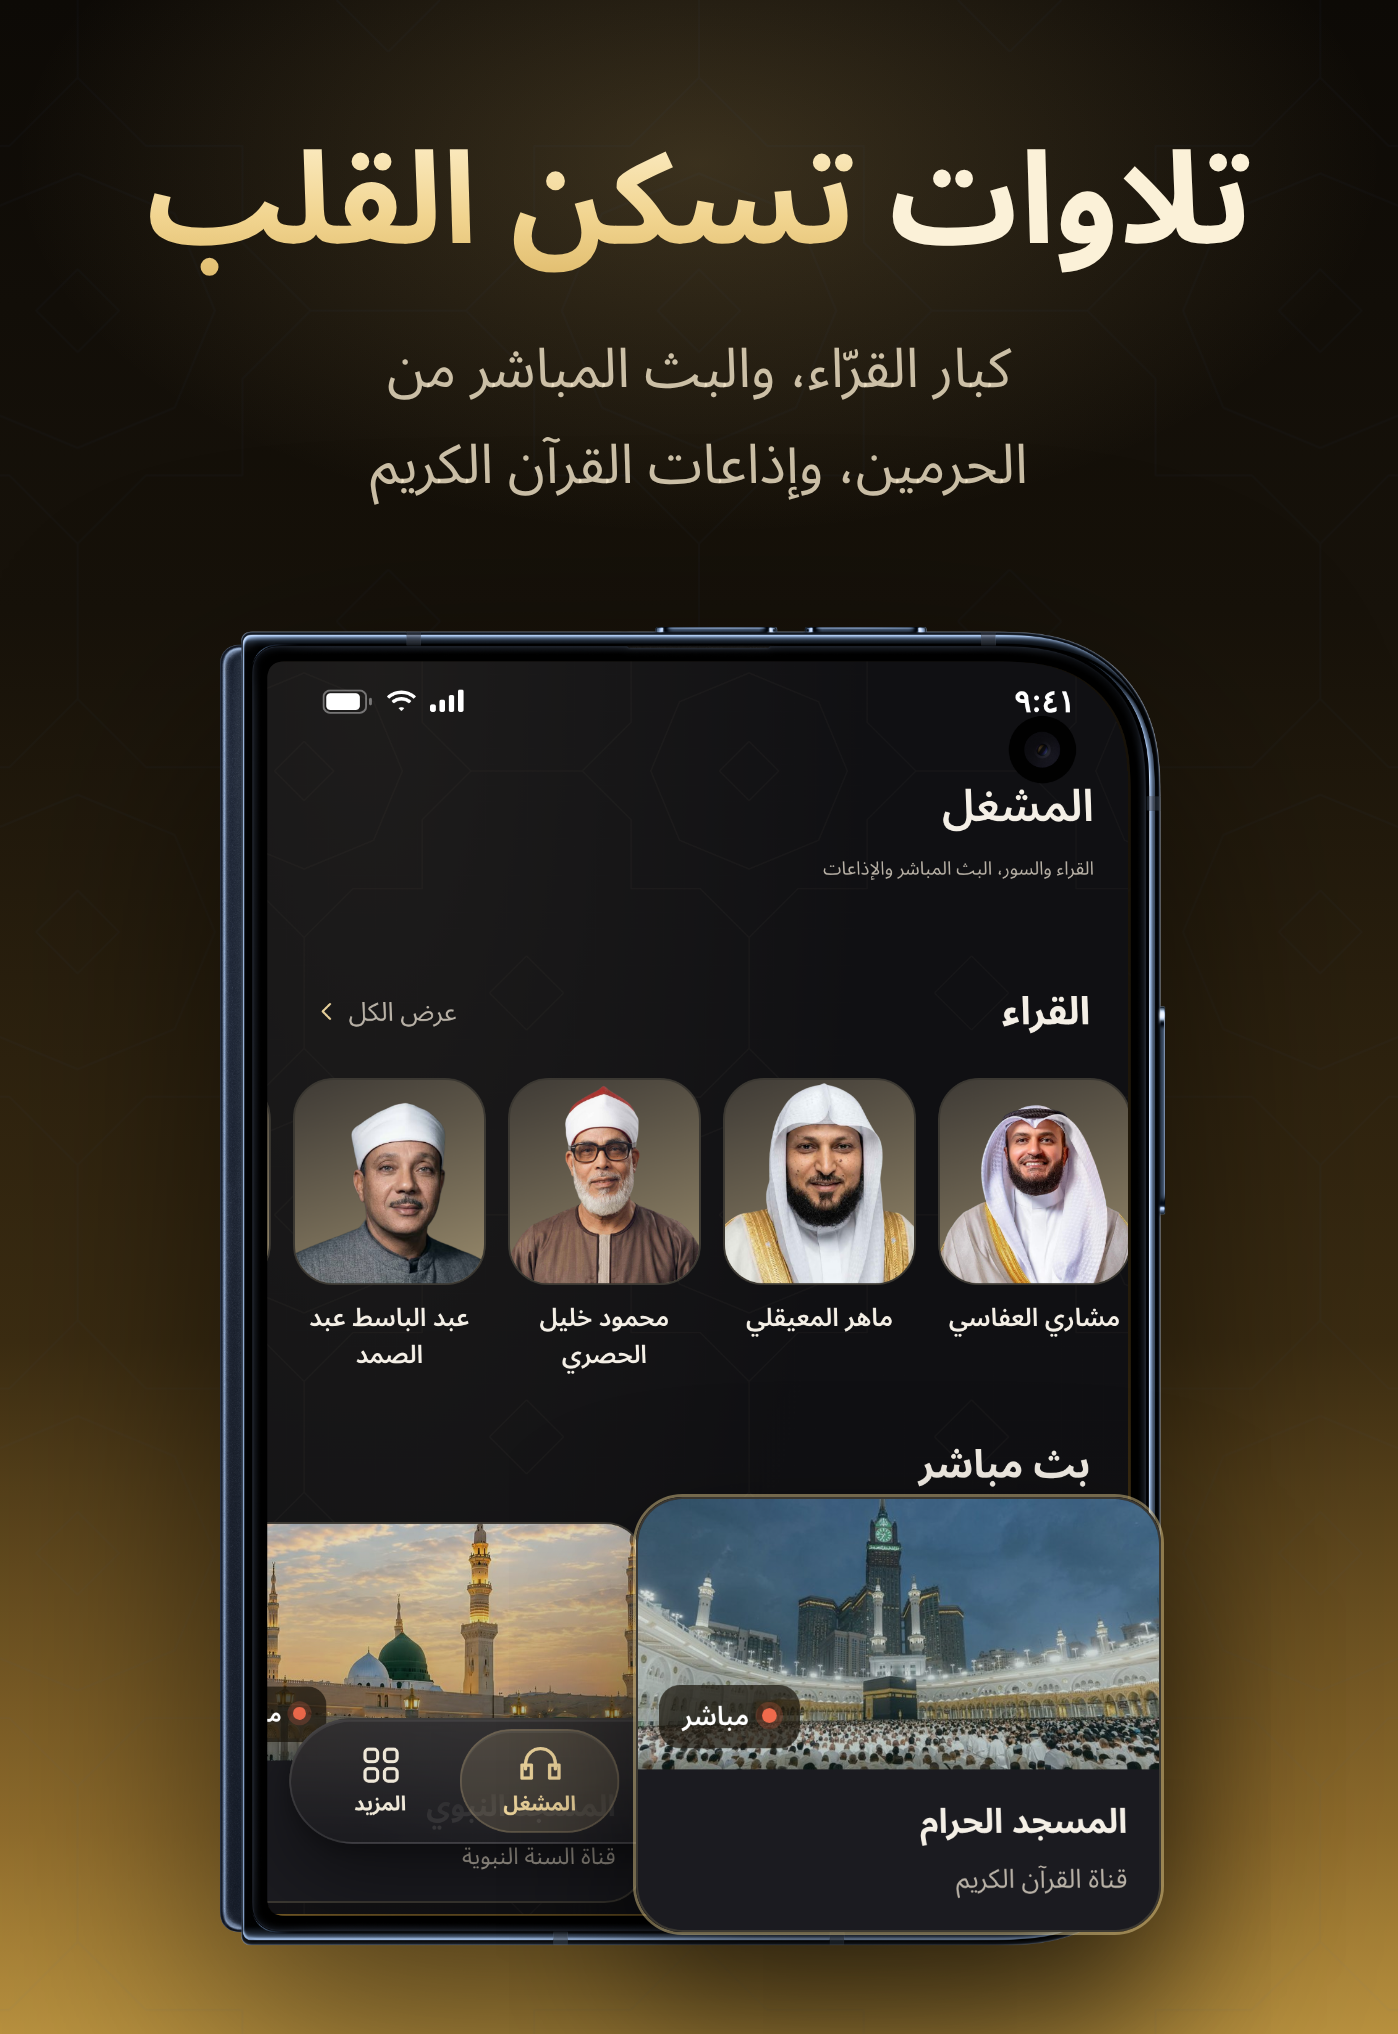 تلاوات تسكن القلب
كبار القرّاء، والبث المباشر من
الحرمين، وإذاعات القرآن الكريم
٩:٤١
المشغل
القراء والسور، البث المباشر والإذاعات
القراء
عرض الكل
مشاري العفاسي
ماهر المعيقلي
محمود خليل
الحصري
عبد الباسط عبد
الصمد
بث مباشر
مباشر
المسجد الحرام
قناة القرآن الكريم
المشغل
المزيد
قناة السنة النبوية